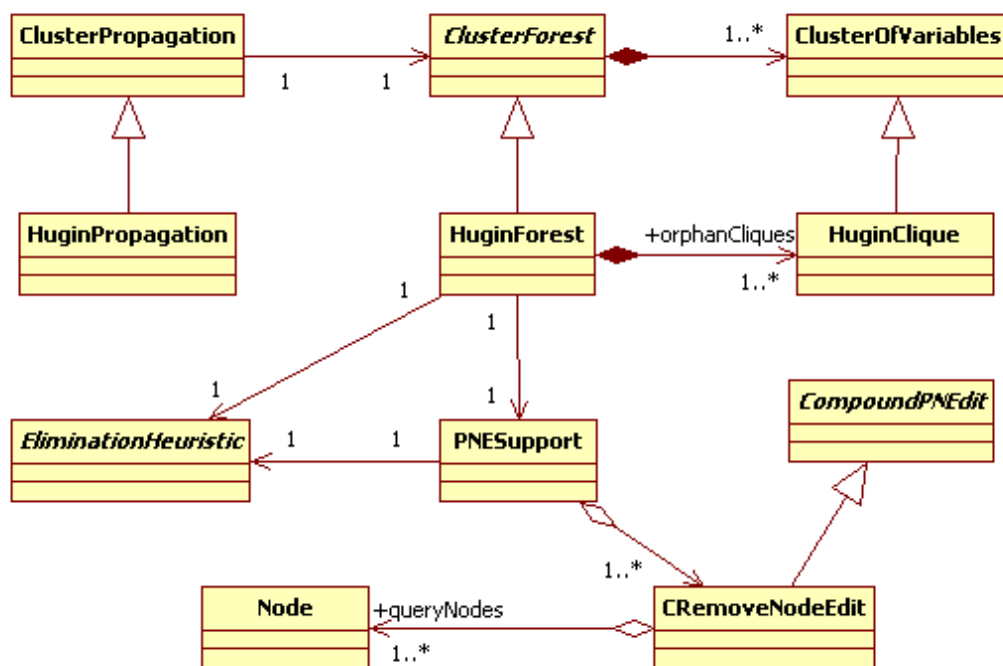 ClusterPropagation
ClusterForest
ClusterOfVariables
1..*
1
1
HuginPropagation
HuginForest
HuginClique
+orphanCliques
1..*
1
1
1
1
EliminationHeuristic
PNESupport
CompoundPNEdit
1
1
1..*
Node
CRemoveNodeEdit
+queryNodes
1..*